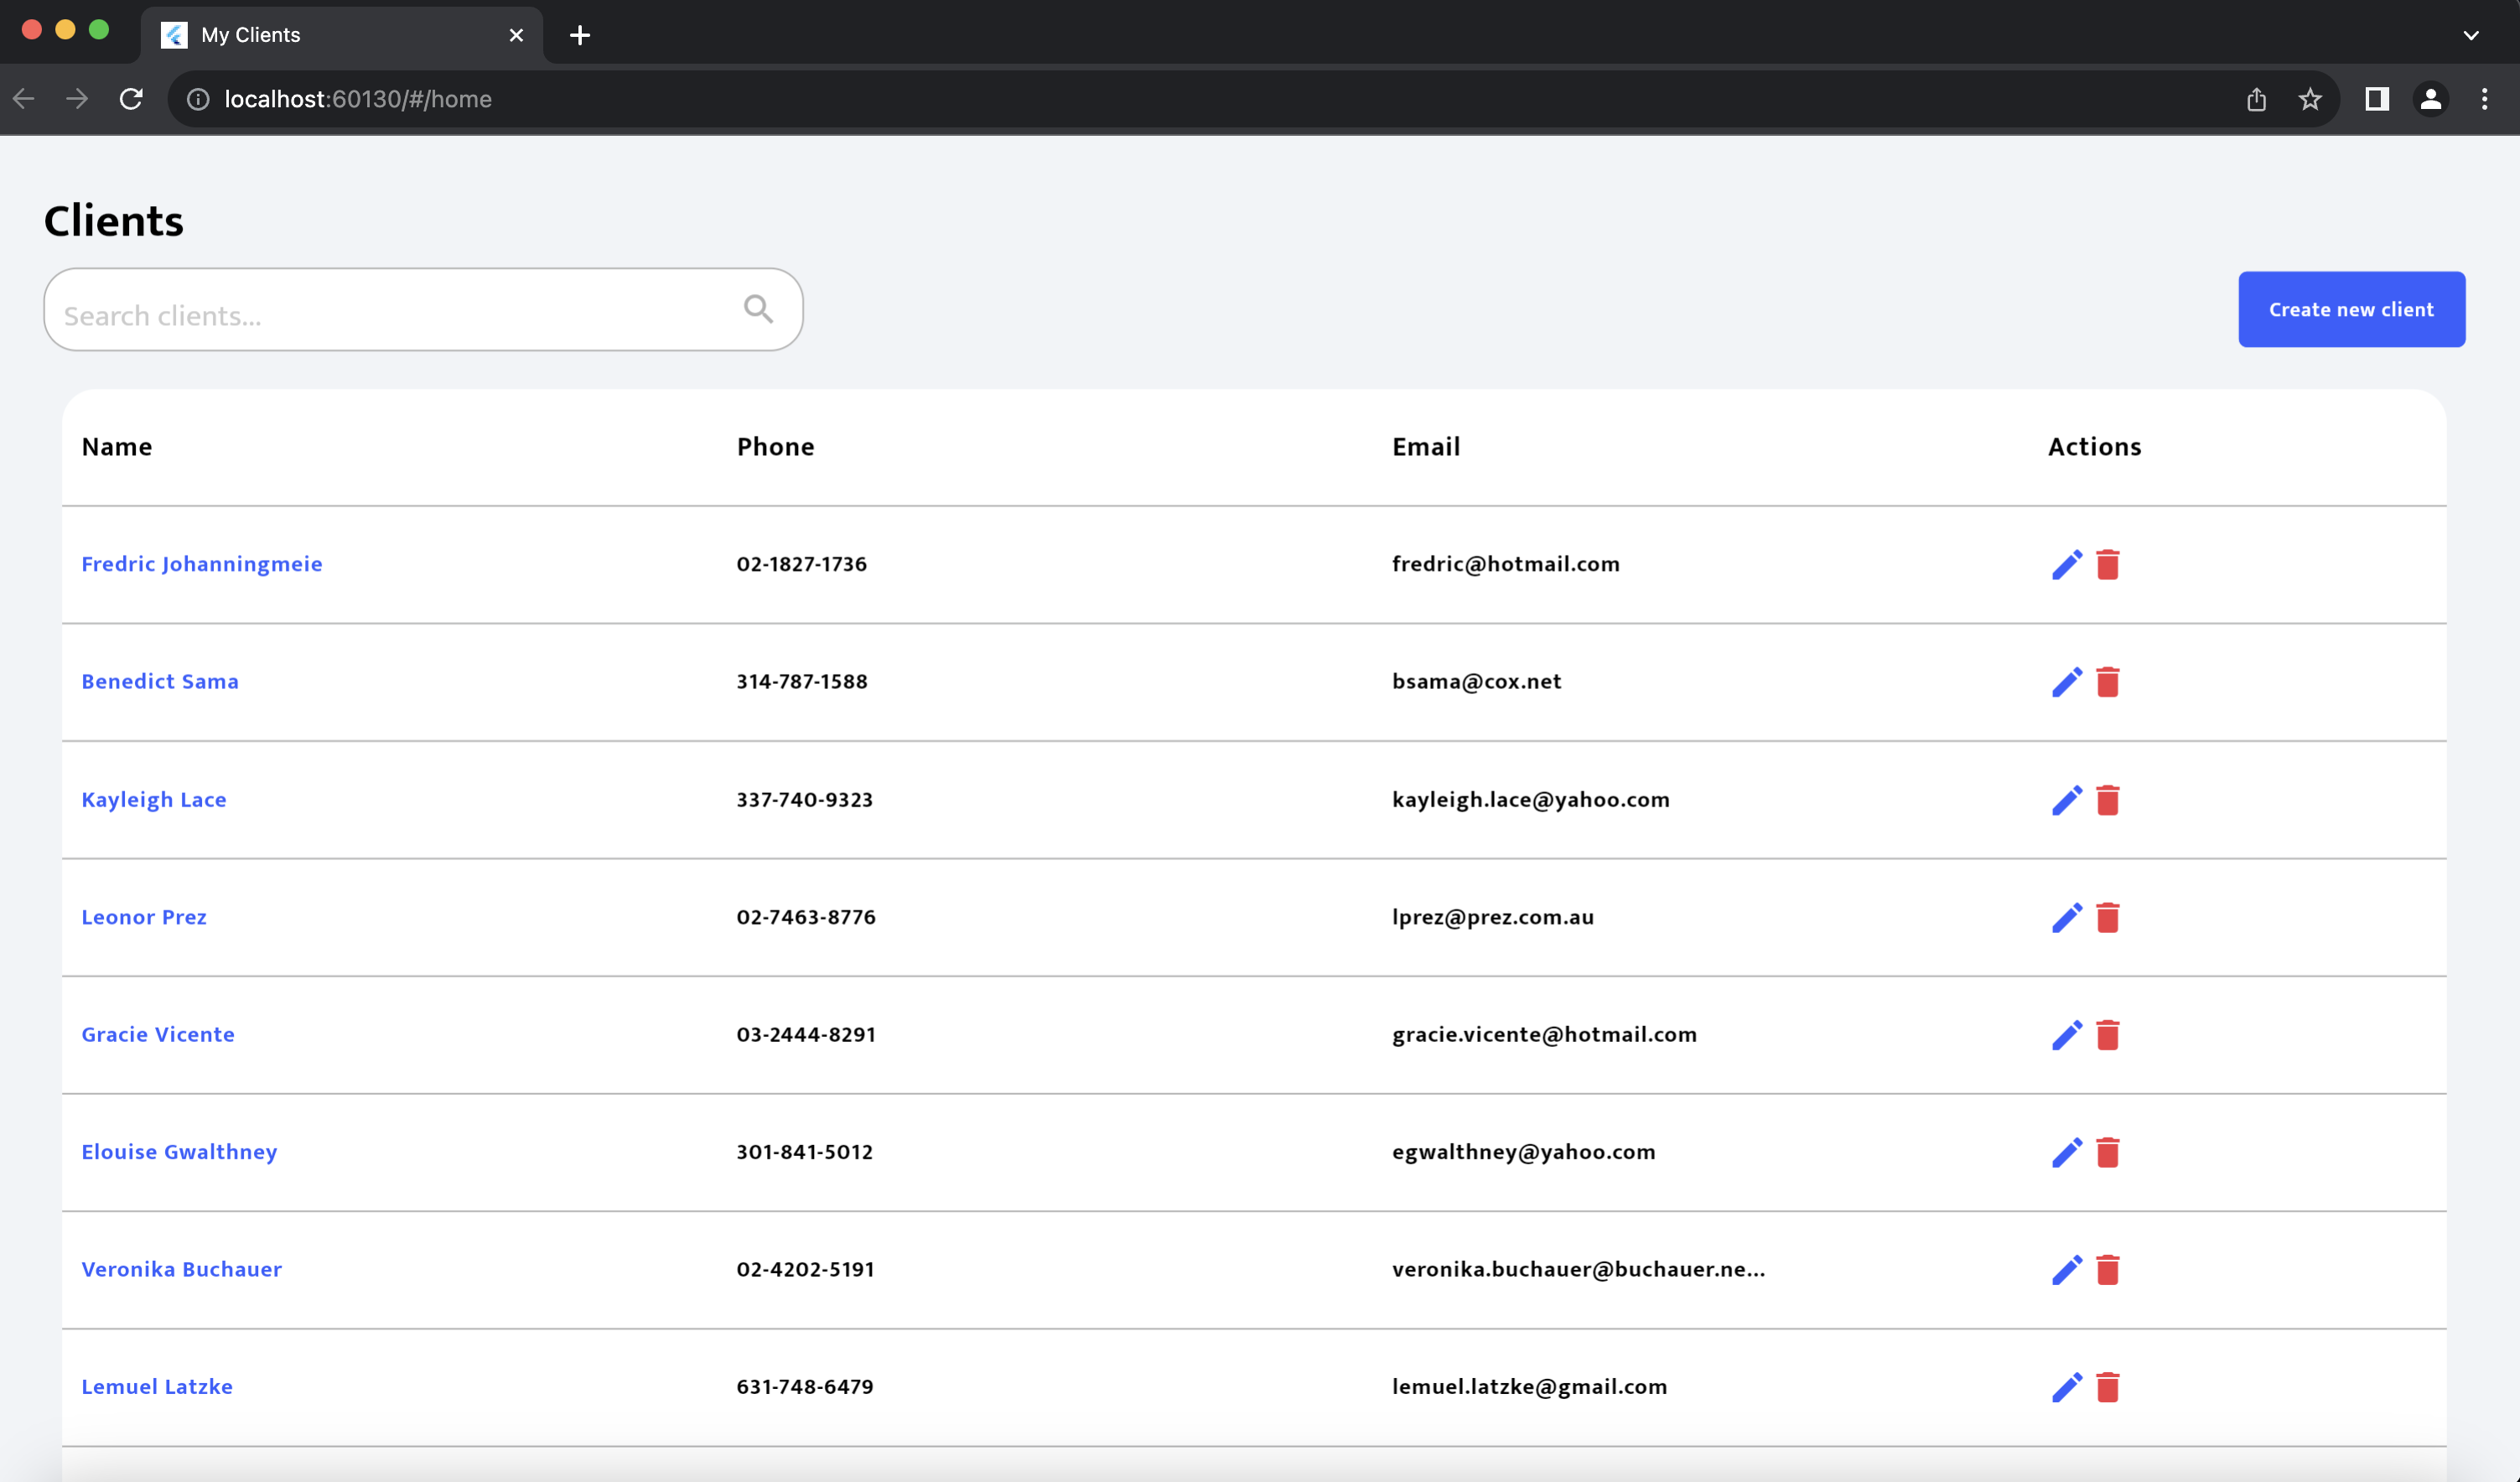 My Clients
localhost:60130/#/home
Clients
Search clients...
Create new client
Name Phone Email Actions
Fredric Johanningmeie 02-1827-1736 fredric@hotmail.com
Benedict Sama 314-787-1588 bsama@cox.net
Kayleigh Lace 337-740-9323 kayleigh.lace@yahoo.com
Leonor Prez 02-7463-8776 lprez@prez.com.au
Gracie Vicente 03-2444-8291 gracie.vicente@hotmail.com
Elouise Gwalthney 301-841-5012 egwalthney@yahoo.com
Veronika Buchauer 02-4202-5191 veronika.buchauer@buchauer.ne...
Lemuel Latzke 631-748-6479 lemuel.latzke@gmail.com